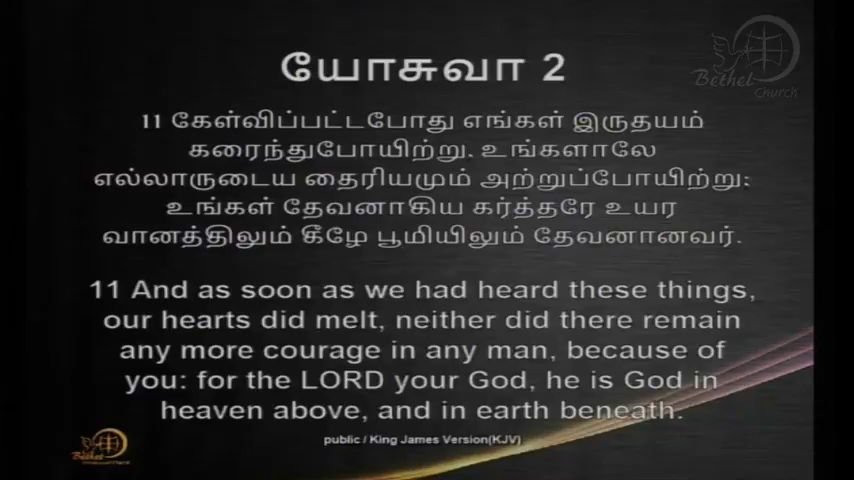 Bethel
Church
யோசுவா 2
11 கேள்விப்பட்டபோது எங்கள் இருதயம்
கரைந்துபோயிற்று, உங்களாலே
எல்லாருடைய தைரியமும் அற்றுப்போயிற்று;
உங்கள் தேவனாகிய கர்த்தரே உயர
வானத்திலும் கீழே பூமியிலும் தேவனானவர்.
11 And as soon as we had heard these things,
our hearts did melt, neither did there remain
any more courage in any man, because of
you: for the LORD your God, he is God in
heaven above, and in earth beneath.
public / King James Version(KJV)
Bethel